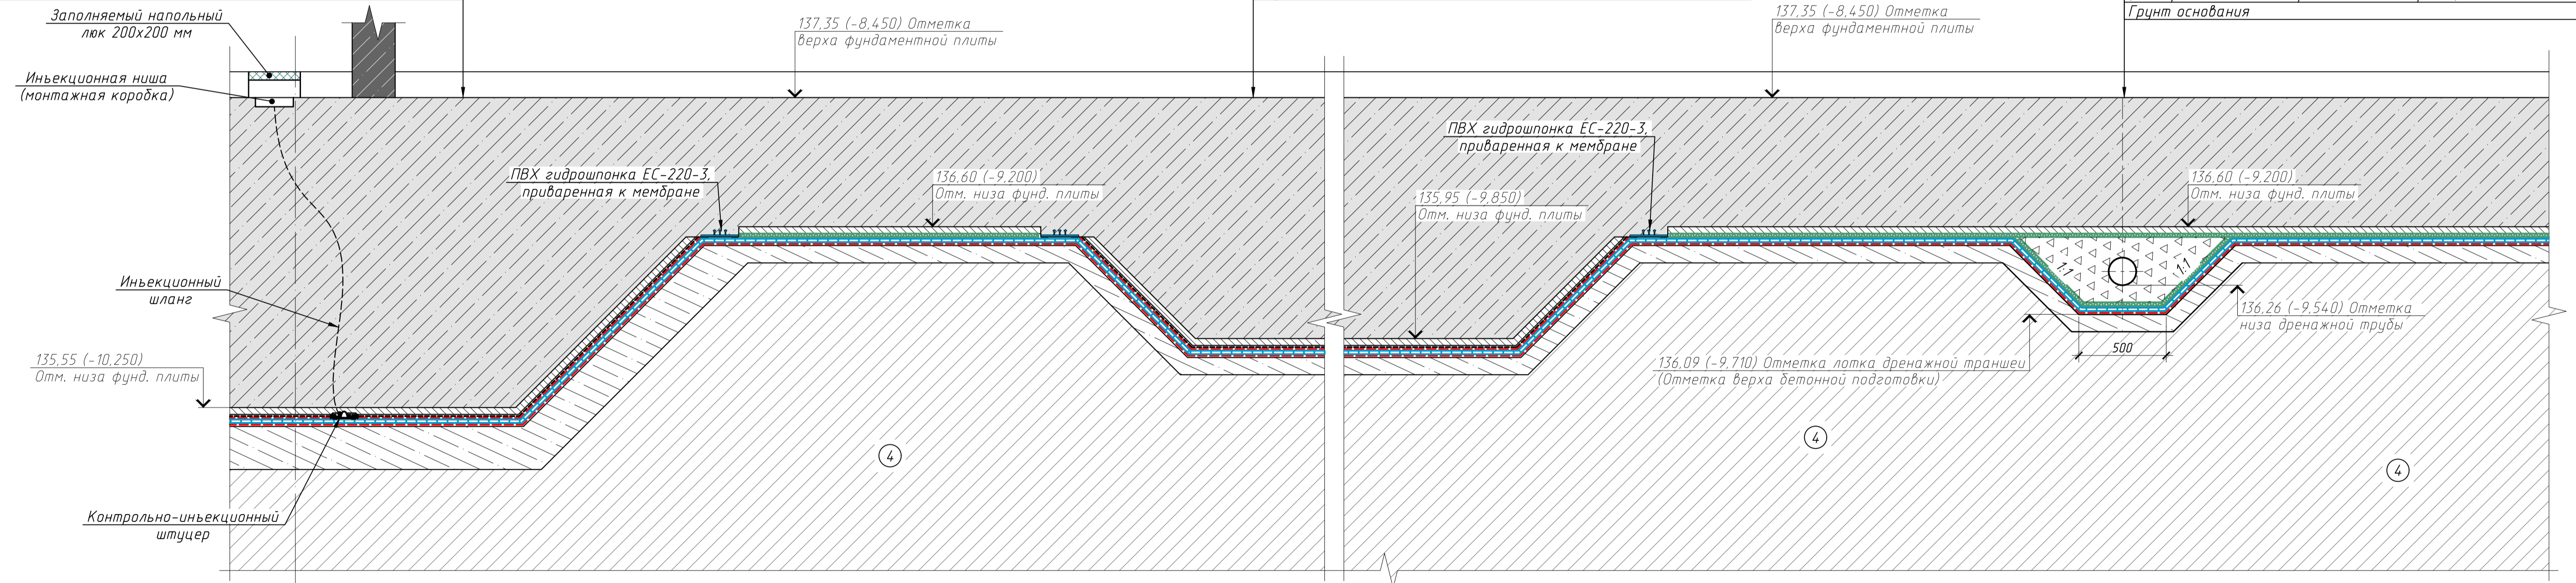 Заполняемый напольный
люк 200х200 мм
Инъекционная ниша
(монтажная коробка)
137,35 (-8,450) Отметка
верха фундаментной плиты
137,35 (-8,450) Отметка
верха фундаментной плиты
Грунт основания
ПВХ гидрошпонка ЕС-220-3,
приваренная к мембране
136,60 (-9,200)
Отм. низа фунд. плиты
ПВХ гидрошпонка ЕС-220-3,
приваренная к мембране
135,95 (-9,850)
Отм. низа фунд. плиты
136,60 (-9,200)
Отм. низа фунд. плиты
Инъекционный
шланг
1:1
1:1
136,26 (-9,540) Отметка
низа дренажной трубы
135,55 (-10,250)
Отм. низа фунд. плиты
136,09 (-9,710) Отметка лотка дренажной траншеи
(Отметка верха бетонной подготовки)
500
4
4
4
Контрольно-инъекционный
штуцер